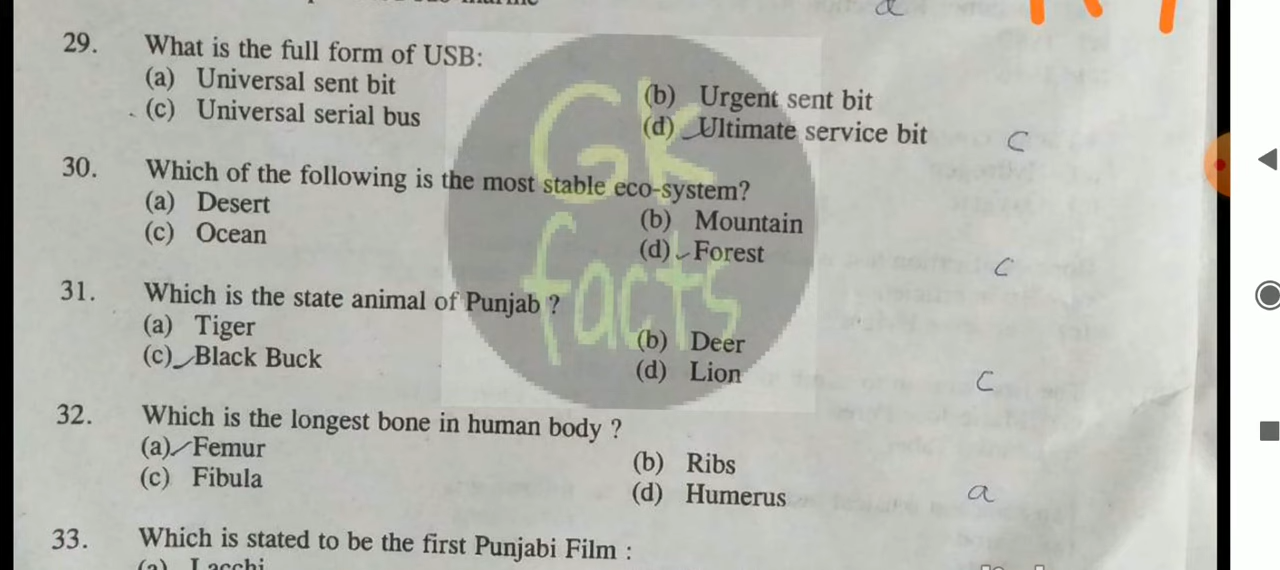 29. What is the full form of USB:
(a) Universal sent bit (b) Urgent sent bit
(c) Universal serial bus (d) Ultimate service bit c
30. Which of the following is the most stable eco-system?
(a) Desert (b) Mountain
(c) Ocean (d) Forest c
31. Which is the state animal of Punjab ?
(a) Tiger (b) Deer
(c) Black Buck (d) Lion c
32. Which is the longest bone in human body ?
(a) Femur (b) Ribs
(c) Fibula (d) Humerus a
33. Which is stated to be the first Punjabi Film :
(a) Lacchi
GK
facts